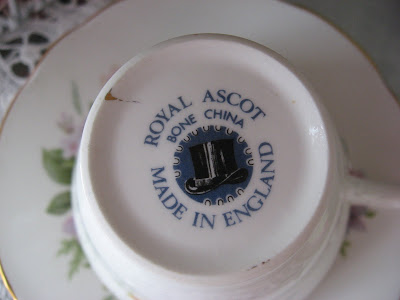 ROYAL ASCOT
BONE CHINA
MADE IN ENGLAND